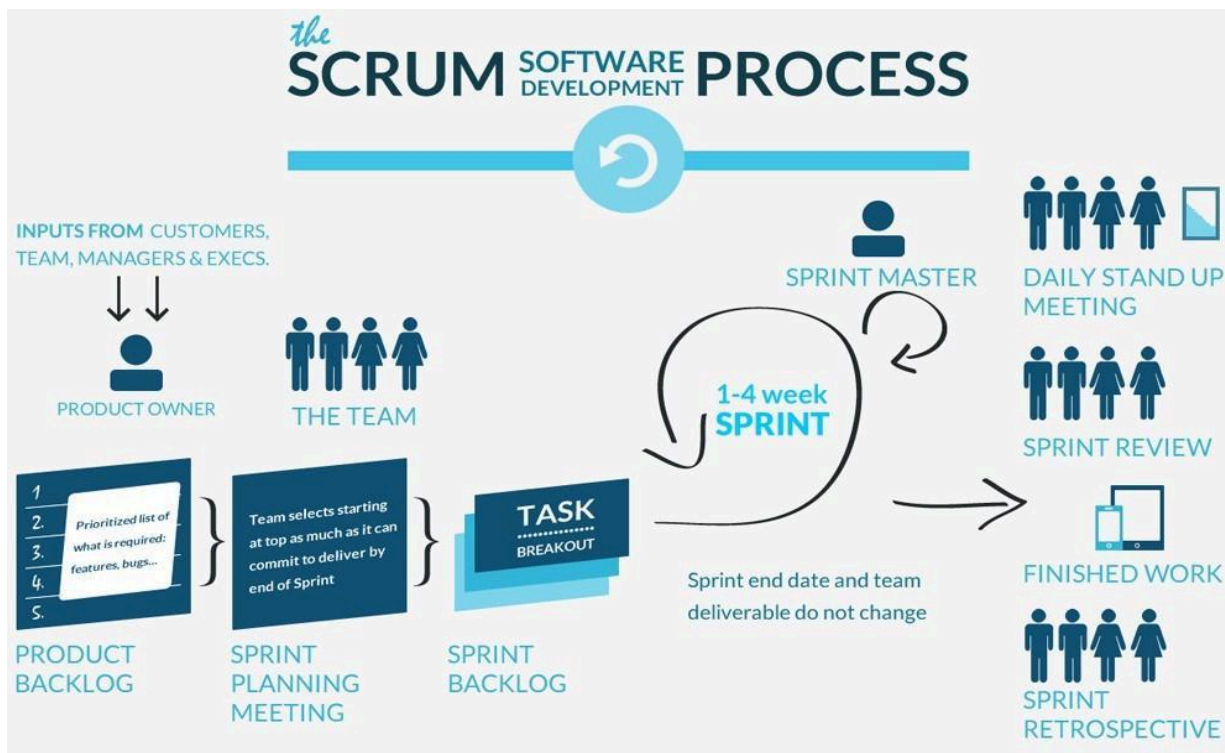 the
SCRUM SOFTWARE DEVELOPMENT PROCESS
INPUTS FROM CUSTOMERS,
TEAM, MANAGERS & EXECS.
PRODUCT OWNER
THE TEAM
SPRINT MASTER
1-4 week
SPRINT
DAILY STAND UP
MEETING
SPRINT REVIEW
FINISHED WORK
SPRINT
RETROSPECTIVE
1
2.
3.
4.
5.
Prioritized list of
what is required:
features, bugs...
PRODUCT
BACKLOG
Team selects starting
at top as much as it can
commit to deliver by
end of Sprint
SPRINT
PLANNING
MEETING
TASK
BREAKOUT
SPRINT
BACKLOG
Sprint end date and team
deliverable do not change